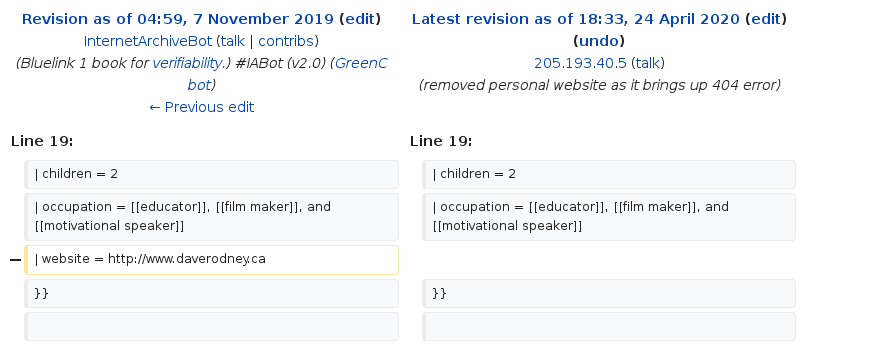 Revision as of 04:59, 7 November 2019 (edit)
InternetArchiveBot (talk | contribs)
(Bluelink 1 book for verifiability.) #IABot (v2.0) (GreenC
bot)
← Previous edit
Latest revision as of 18:33, 24 April 2020 (edit)
(undo)
205.193.40.5 (talk)
(removed personal website as it brings up 404 error)
Line 19:
Line 19:
| children = 2
| children = 2
| occupation = [[educator]], [[film maker]], and
[[motivational speaker]]
| occupation = [[educator]], [[film maker]], and
[[motivational speaker]]
− | website = http://www.daverodney.ca
}}
}}